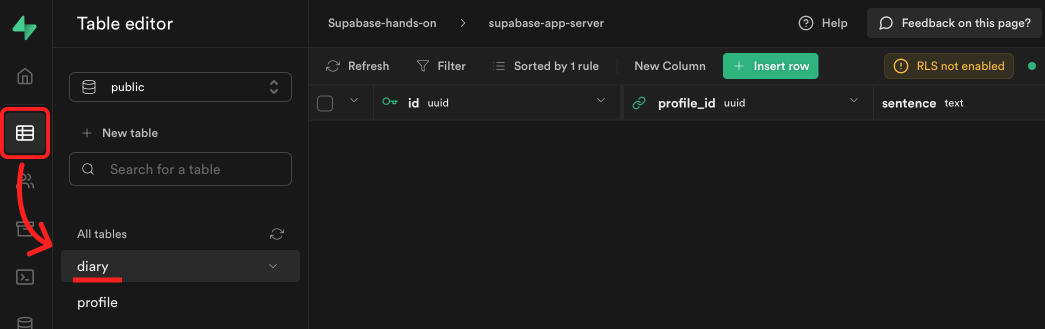 Table editor
Supabase-hands-on > supabase-app-server
Help
Feedback on this page?
public
New table
Search for a table
All tables
diary
profile
Refresh
Filter
Sorted by 1 rule
New Column
+ Insert row
RLS not enabled
id uuid
profile_id uuid
sentence text